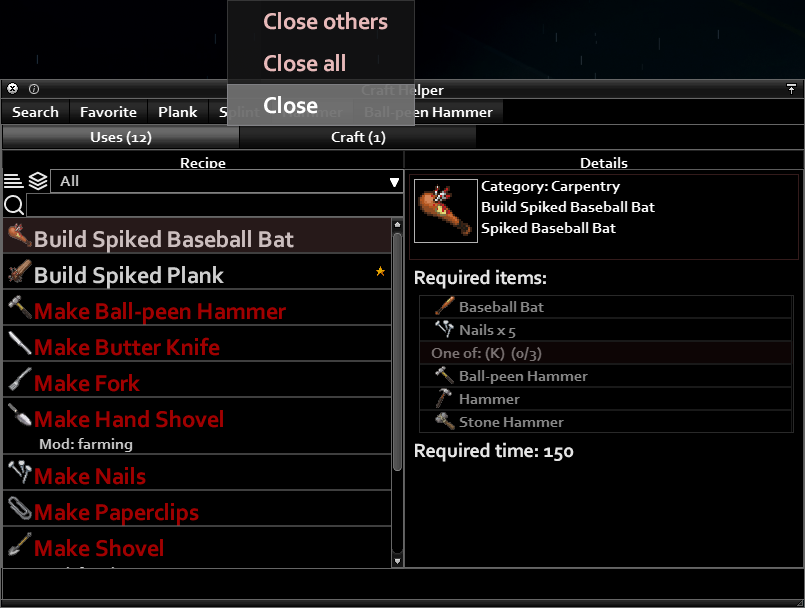 Close others
Close all
Close
Craft Helper
Search Favorite Plank Splint Hammer Ball-peen Hammer
Uses (12) Craft (1)
Recipe
All
Build Spiked Baseball Bat
Build Spiked Plank
Make Ball-peen Hammer
Make Butter Knife
Make Fork
Make Hand Shovel
Mod: farming
Make Nails
Make Paperclips
Make Shovel
Details
Category: Carpentry
Build Spiked Baseball Bat
Spiked Baseball Bat
Required items:
Baseball Bat
Nails x 5
One of: (K) (0/3)
Ball-peen Hammer
Hammer
Stone Hammer
Required time: 150